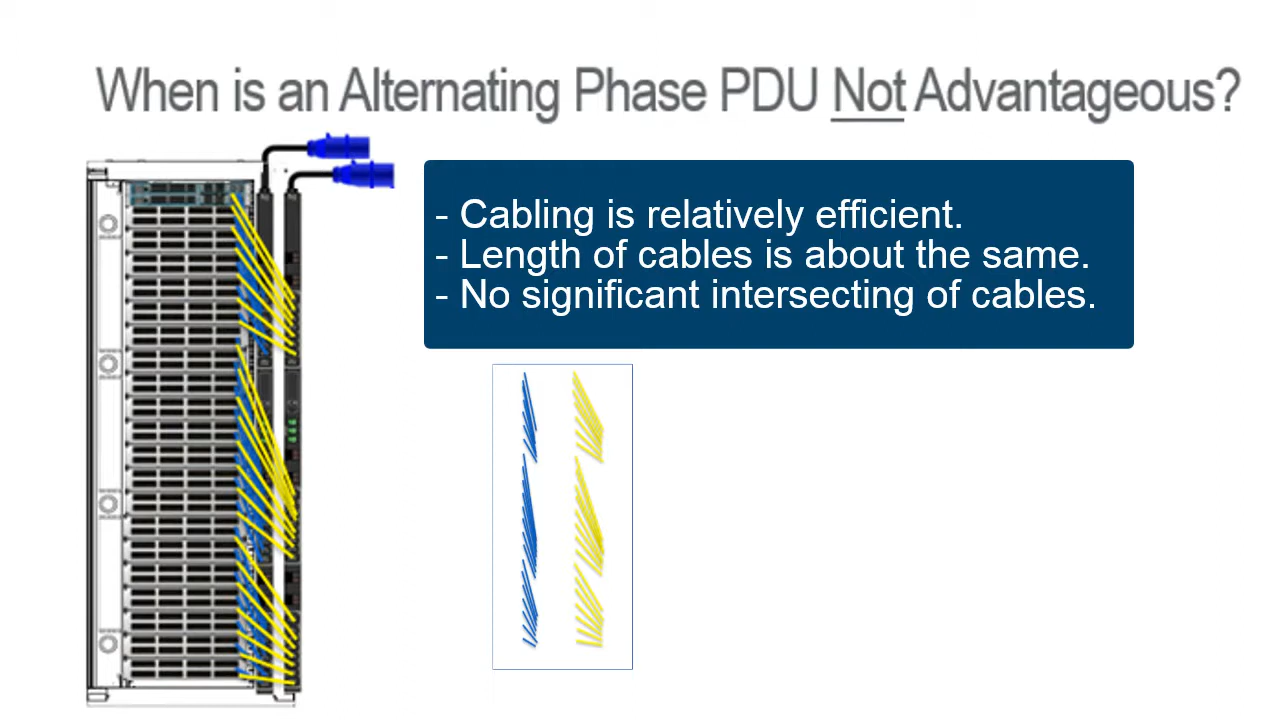 When is an Alternating Phase PDU Not Advantageous?
- Cabling is relatively efficient.
- Length of cables is about the same.
- No significant intersecting of cables.